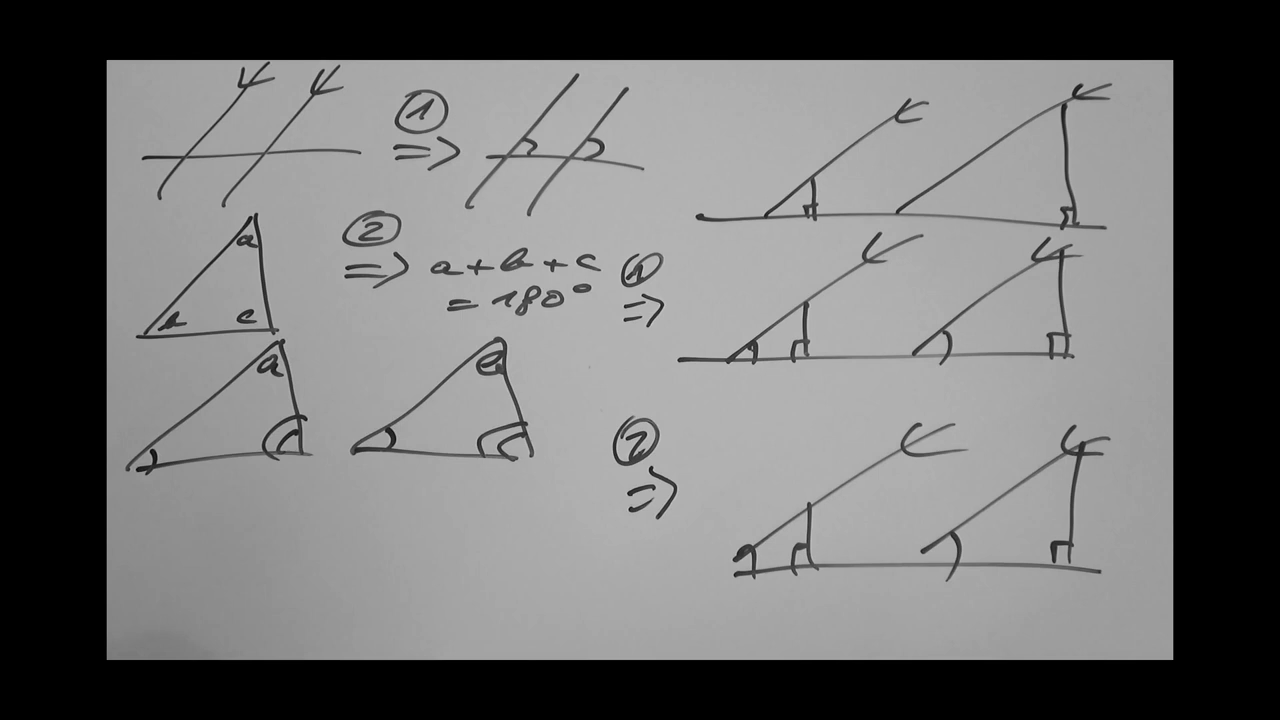 ①
⇒
a
b c
②
⇒ a + b + c
= 180°
①
⇒
a
②
⇒